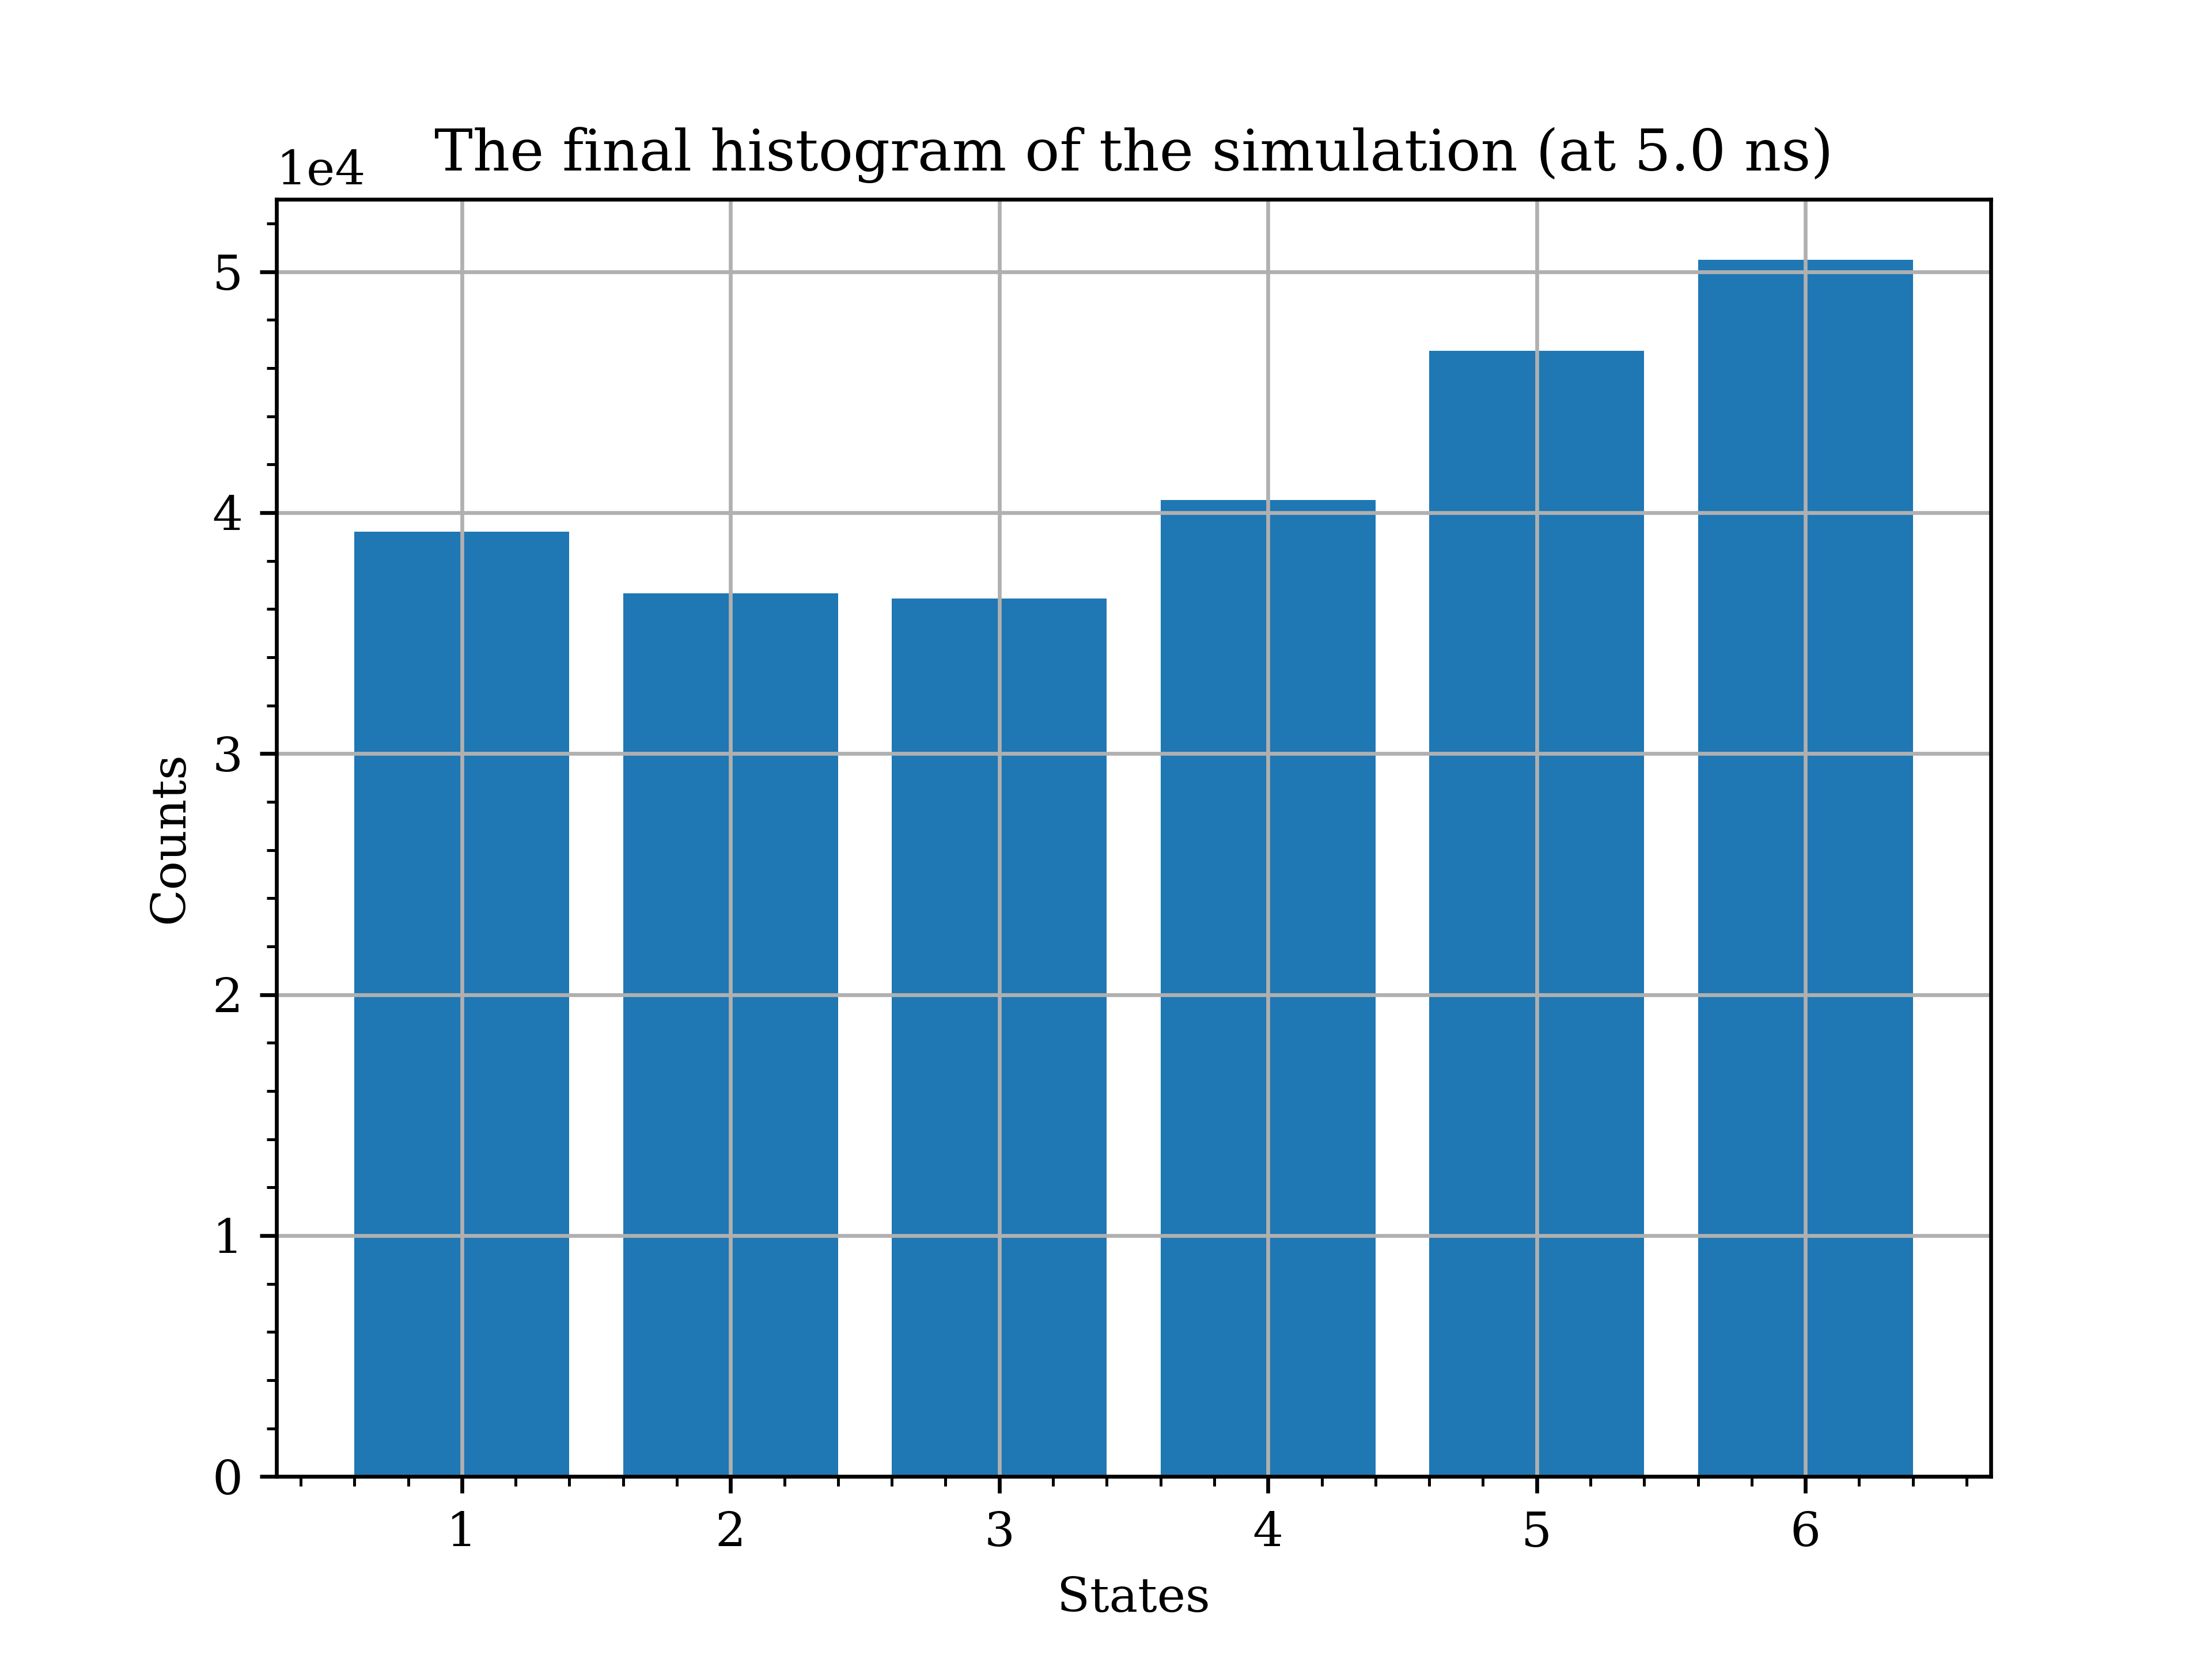 The final histogram of the simulation (at 5.0 ns)
1e4
5
4
3
2
1
0
Counts
1 2 3 4 5 6
States